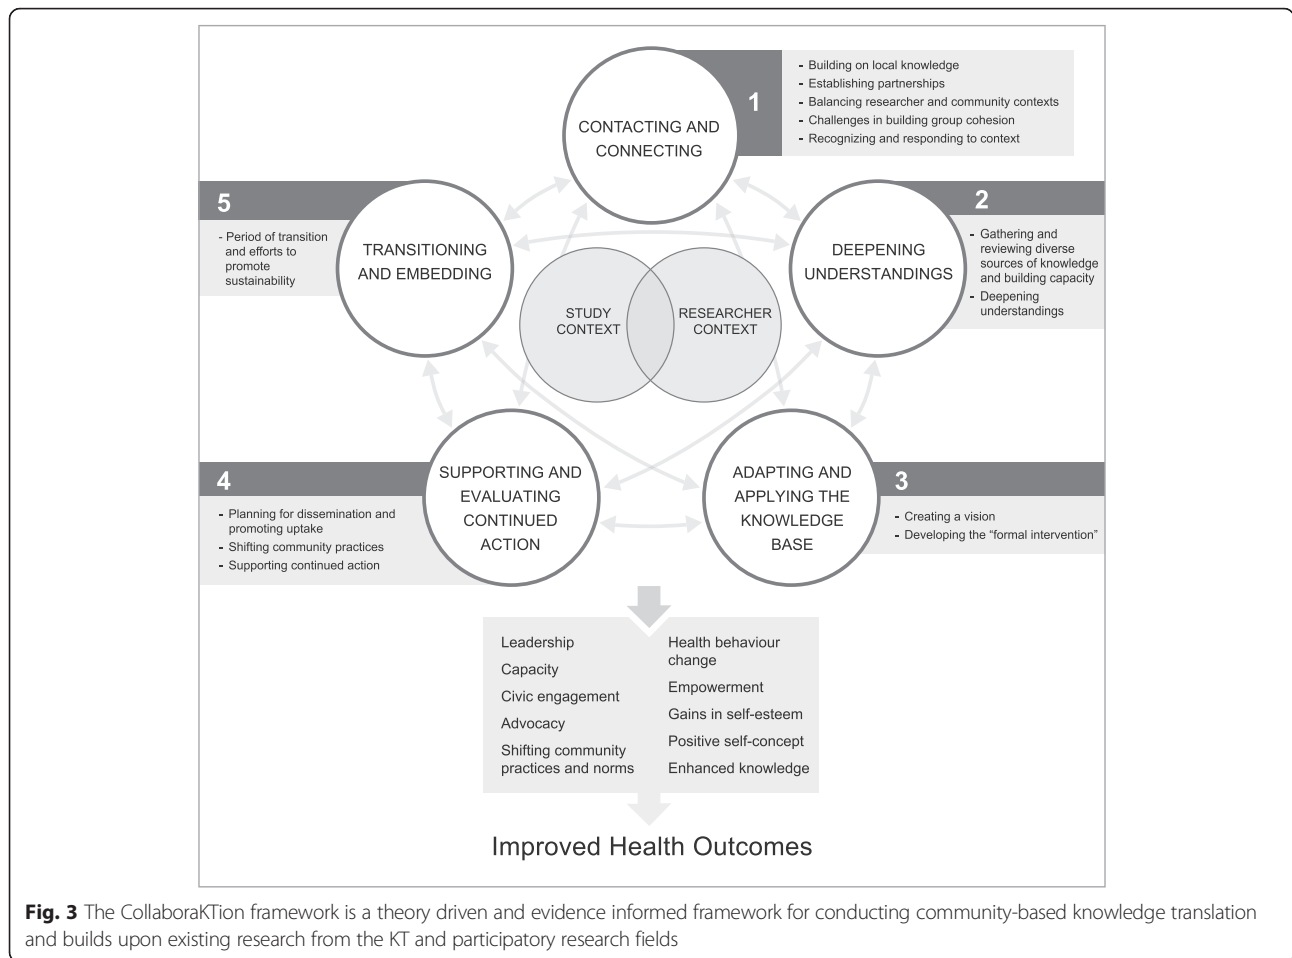 CONTACTING AND
CONNECTING
1
- Building on local knowledge
- Establishing partnerships
- Balancing researcher and community contexts
- Challenges in building group cohesion
- Recognizing and responding to context
5
- Period of transition
and efforts to
promote
sustainability
TRANSITIONING
AND EMBEDDING
DEEPENING
UNDERSTANDINGS
2
- Gathering and
reviewing diverse
sources of knowledge
and building capacity
- Deepening
understandings
STUDY
CONTEXT
RESEARCHER
CONTEXT
4
- Planning for dissemination and
promoting uptake
- Shifting community practices
- Supporting continued action
SUPPORTING AND
EVALUATING
CONTINUED
ACTION
ADAPTING AND
APPLYING THE
KNOWLEDGE
BASE
3
- Creating a vision
- Developing the “formal intervention”
Leadership
Capacity
Civic engagement
Advocacy
Shifting community
practices and norms
Health behaviour
change
Empowerment
Gains in self-esteem
Positive self-concept
Enhanced knowledge
Improved Health Outcomes
Fig. 3 The CollaboraKTion framework is a theory driven and evidence informed framework for conducting community-based knowledge translation
and builds upon existing research from the KT and participatory research fields